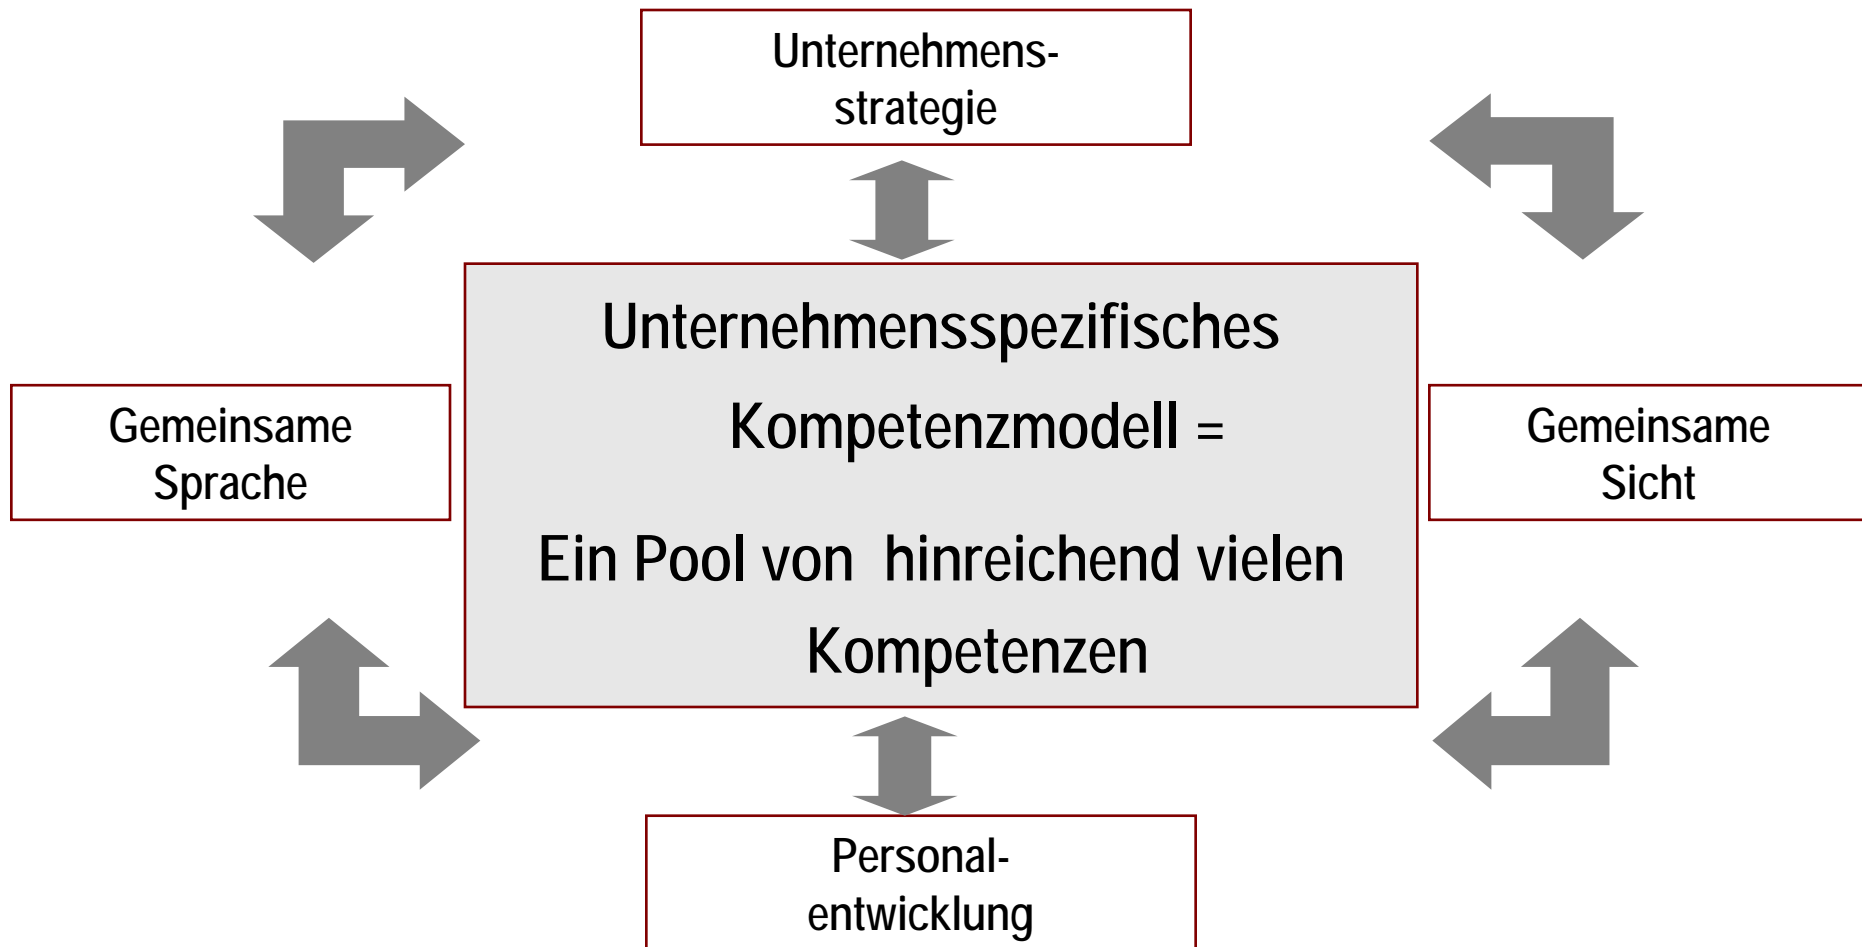 Unternehmens-
strategie
Unternehmensspezifisches
Kompetenzmodell =
Ein Pool von  hinreichend vielen
Kompetenzen
Gemeinsame
Sprache
Gemeinsame
Sicht
Personal-
entwicklung